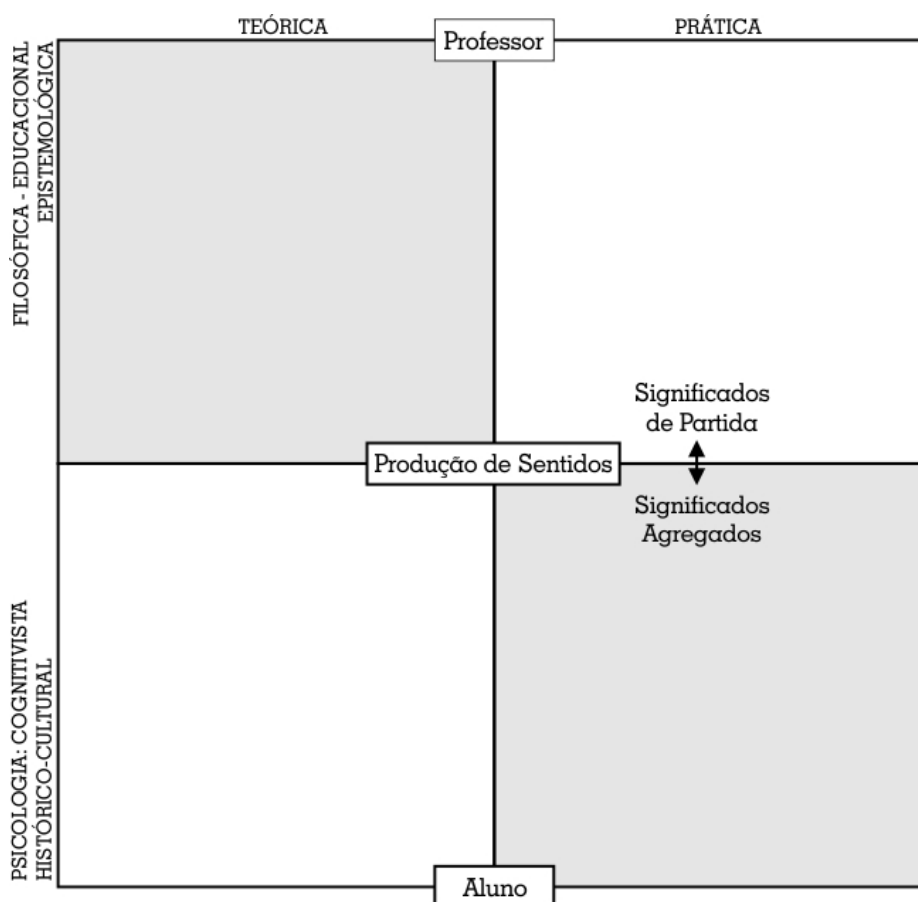 TEÓRICA
Professor
PRÁTICA
FILOSÓFICA - EDUCACIONAL
EPISTEMOLÓGICA
Significados
de Partida
Produção de Sentidos
Significados
Agregados
PSICOLOGIA: COGNITIVISTA
HISTÓRICO-CULTURAL
Aluno